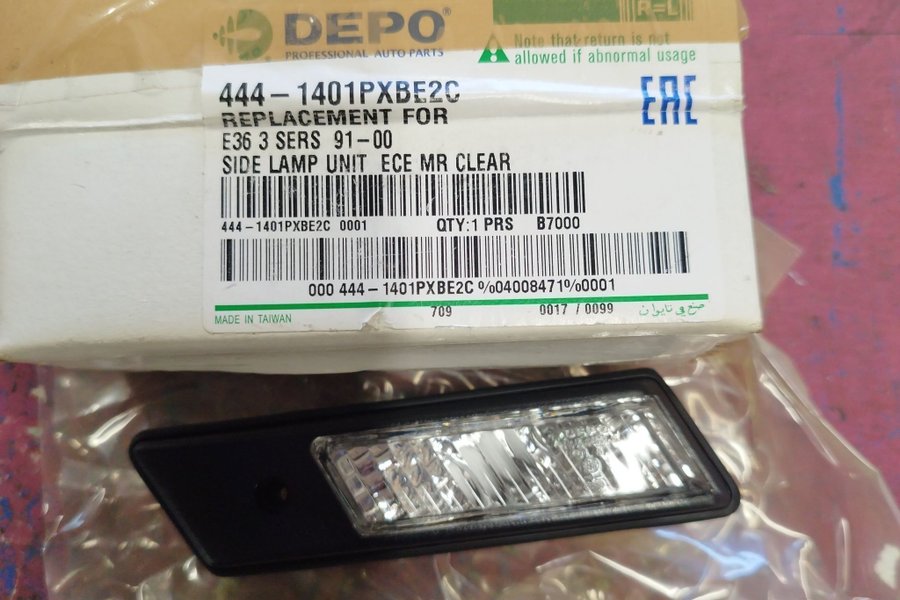 DEPO®
PROFESSIONAL AUTO PARTS
R=L
Note that return is not
allowed if abnormal usage
444-1401PXBE2C
REPLACEMENT FOR
E36 3 SERS 91-00
SIDE LAMP UNIT ECE MR CLEAR
EAC
444-1401PXBE2C 0001 QTY:1 PRS B7000
000 444-1401PXBE2C %04008471%0001
MADE IN TAIWAN 709 0017 / 0099 صنع في تايوان